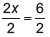 2x/2 = 6/2